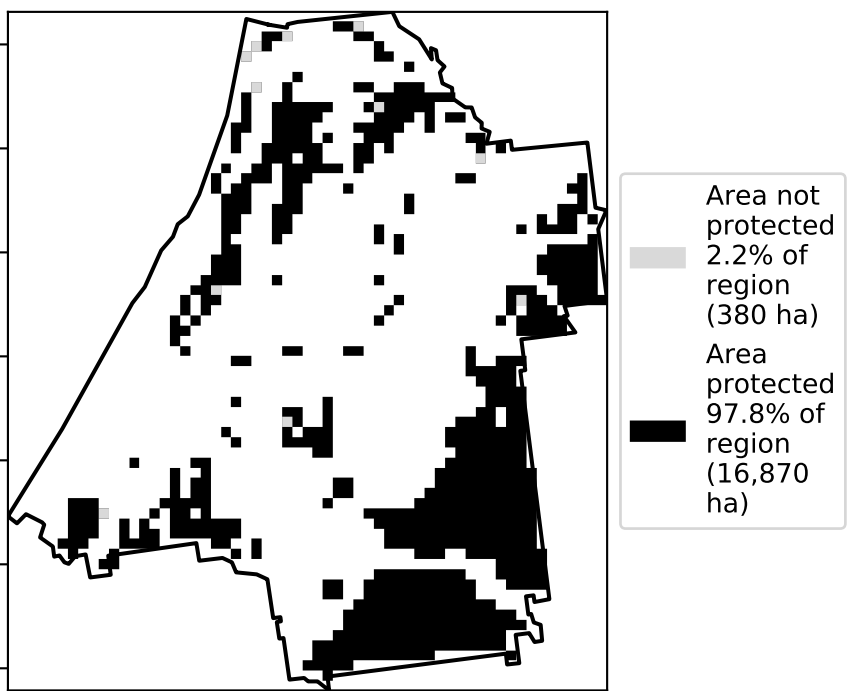 Area not
protected
2.2% of
region
(380 ha)
Area
protected
97.8% of
region
(16,870
ha)